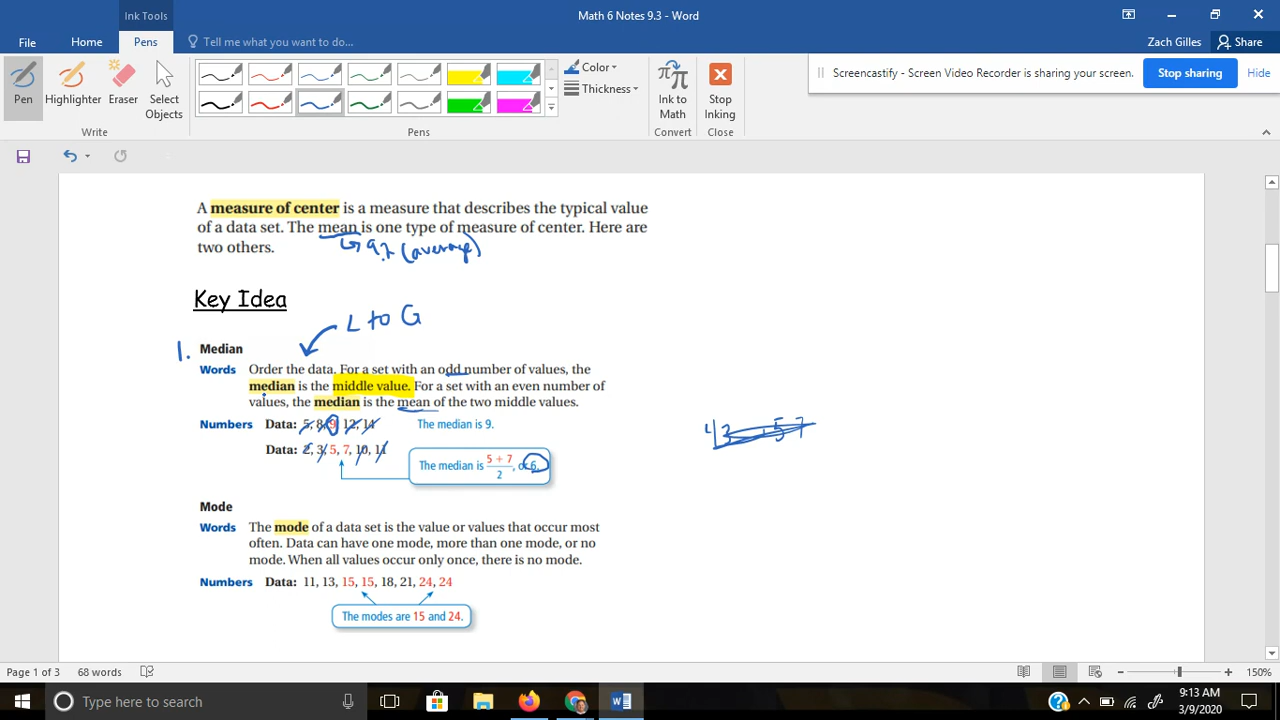 Ink Tools
Math 6 Notes 9.3 - Word
File Home Pens Tell me what you want to do... Zach Gilles Share
Screencastify - Screen Video Recorder is sharing your screen. Stop sharing Hide
Pen Highlighter Eraser Select Objects Color Thickness Ink to Math Stop Inking
Write Pens Convert Close
A measure of center is a measure that describes the typical value
of a data set. The mean is one type of measure of center. Here are
two others.
9.2 (average)
Key Idea
L to G
1. Median
Words Order the data. For a set with an odd number of values, the
median is the middle value. For a set with an even number of
values, the median is the mean of the two middle values.
Numbers Data: 5, 8, 9, 12, 14 The median is 9.
Data: 2, 3, 5, 7, 10, 11
The median is 5 + 7 / 2, or 6.
Mode
Words The mode of a data set is the value or values that occur most
often. Data can have one mode, more than one mode, or no
mode. When all values occur only once, there is no mode.
Numbers Data: 11, 13, 15, 15, 18, 21, 24, 24
The modes are 15 and 24.
Page 1 of 3 68 words 150%
Type here to search 9:13 AM
3/9/2020